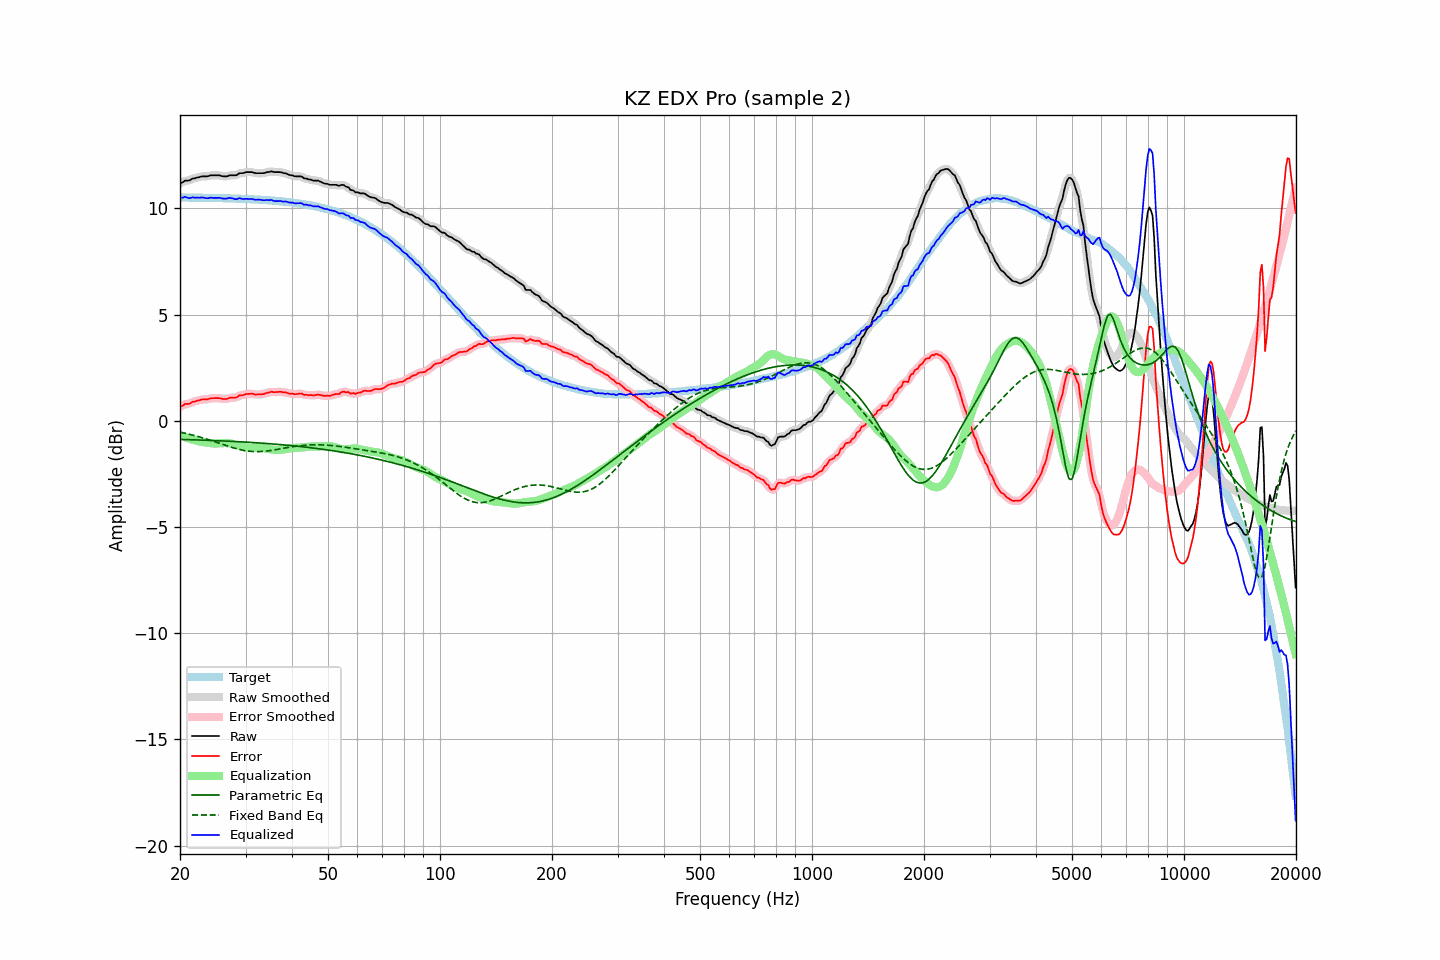 KZ EDX Pro (sample 2)
Amplitude (dBr)
10
5
0
−5
−10
−15
−20
Target
Raw Smoothed
Error Smoothed
Raw
Error
Equalization
Parametric Eq
Fixed Band Eq
Equalized
20 50 100 200 500 1000 2000 5000 10000 20000
Frequency (Hz)